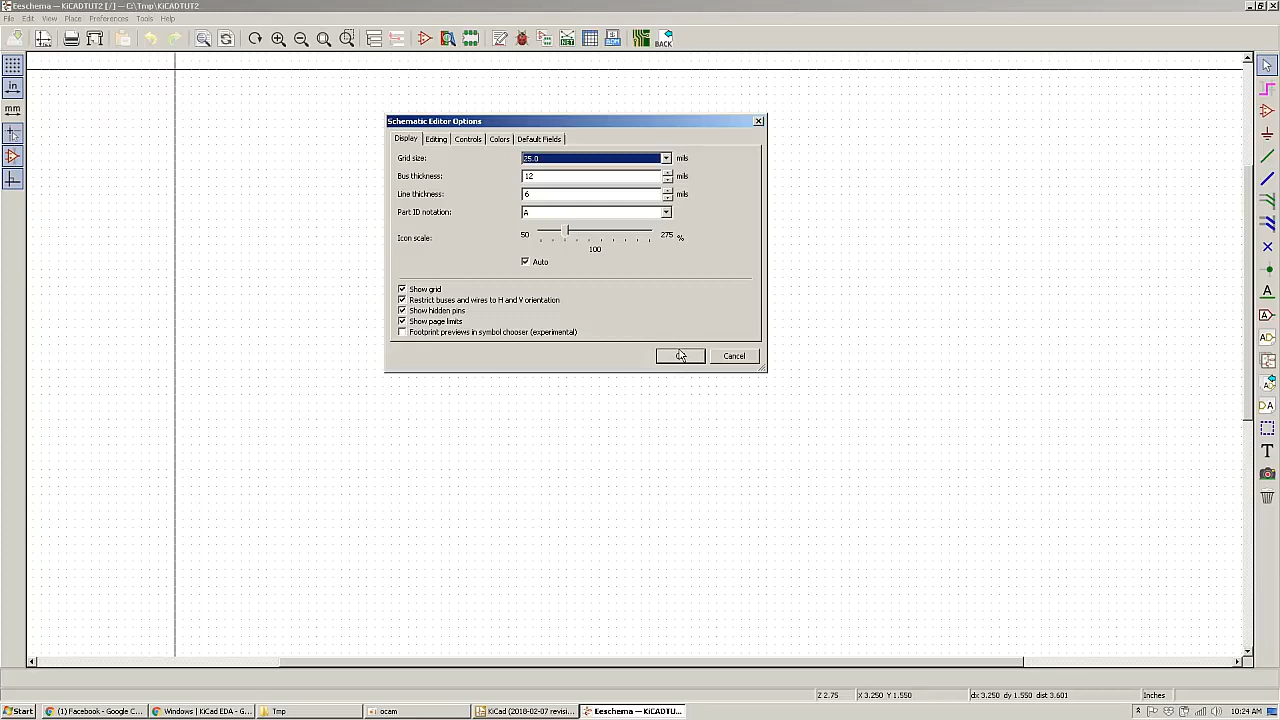 Eeschema — KiCADTUT2 [/] — C:\Tmp\KiCADTUT2
File Edit View Place Preferences Tools Help
BACK
in
mm
Schematic Editor Options
Display Editing Controls Colors Default Fields
Grid size: 25.0 mils
Bus thickness: 12 mils
Line thickness: 6 mils
Part ID notation: A
Icon scale: 50 275 %
100
Auto
Show grid
Restrict buses and wires to H and V orientation
Show hidden pins
Show page limits
Footprint previews in symbol chooser (experimental)
Cancel
Z 2.75 X 3.250 Y 1.550 dx 3.250 dy 1.550 dist 3.601 Inches
Start (1) Facebook - Google C... Windows | KiCad EDA - G... Tmp ocam KiCad (2018-02-07 revisi... Eeschema — KiCADTU... 10:24 AM